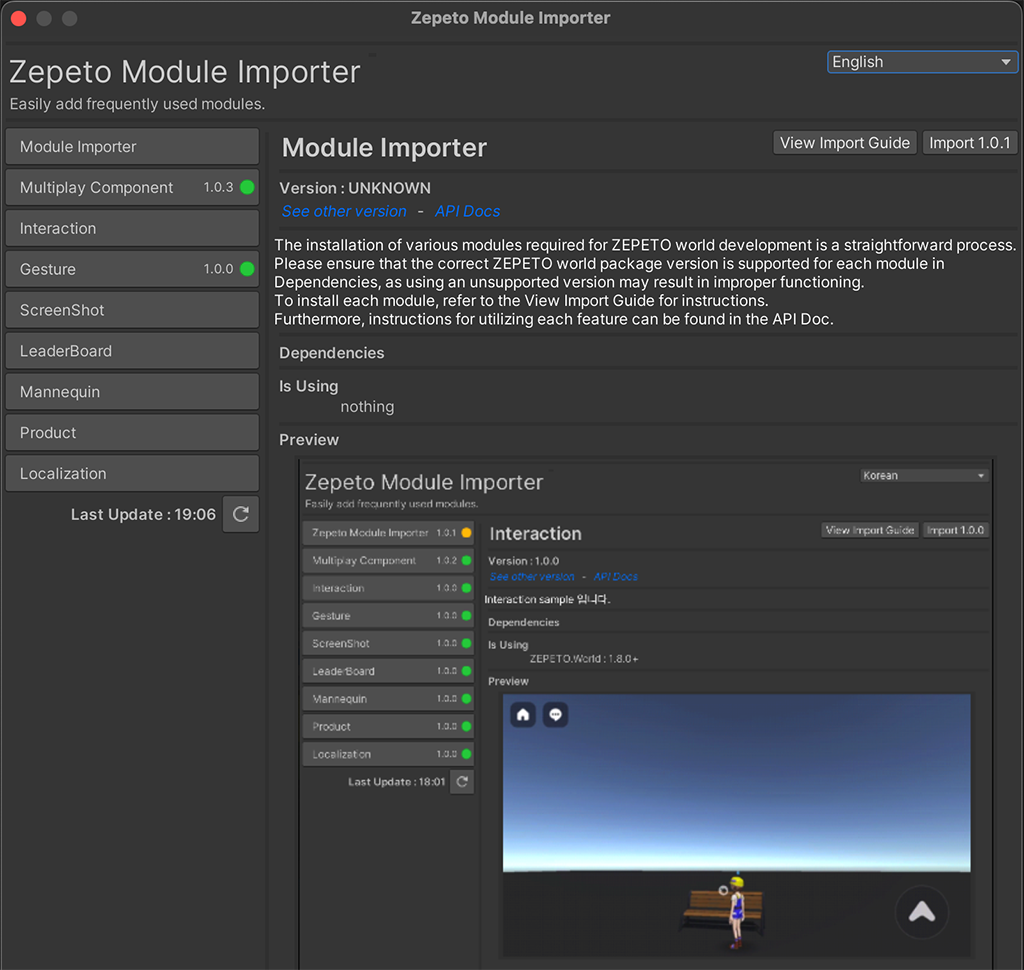 Zepeto Module Importer
Zepeto Module Importer
English
Easily add frequently used modules.
Module Importer
Multiplay Component 1.0.3
Interaction
Gesture 1.0.0
ScreenShot
LeaderBoard
Mannequin
Product
Localization
Last Update : 19:06
Module Importer
View Import Guide
Import 1.0.1
Version : UNKNOWN
See other version - API Docs
The installation of various modules required for ZEPETO world development is a straightforward process.
Please ensure that the correct ZEPETO world package version is supported for each module in
Dependencies, as using an unsupported version may result in improper functioning.
To install each module, refer to the View Import Guide for instructions.
Furthermore, instructions for utilizing each feature can be found in the API Doc.
Dependencies
Is Using
nothing
Preview
Zepeto Module Importer
Korean
Easily add frequently used modules.
Zepeto Module Importer 1.0.1
Multiplay Component 1.0.2
Interaction 1.0.0
Gesture 1.0.0
ScreenShot 1.0.0
LeaderBoard 1.0.0
Mannequin 1.0.0
Product 1.0.0
Localization 1.0.0
Last Update : 18:01
Interaction
View Import Guide
Import 1.0.0
Version : 1.0.0
See other version - API Docs
Interaction sample 입니다.
Dependencies
Is Using
ZEPETO.World : 1.8.0+
Preview